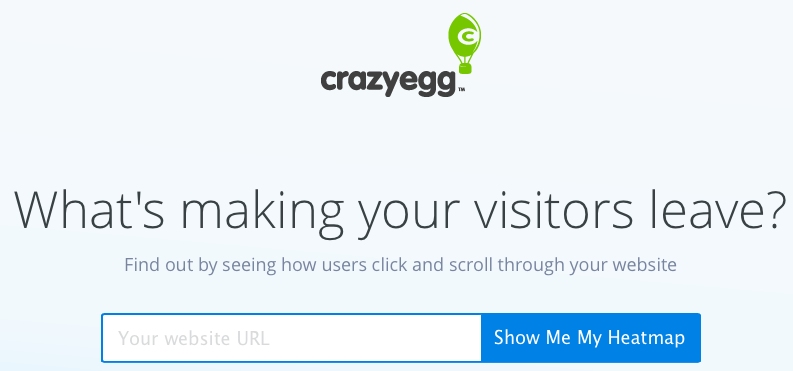 crazyegg™
What's making your visitors leave?
Find out by seeing how users click and scroll through your website
Your website URL
Show Me My Heatmap